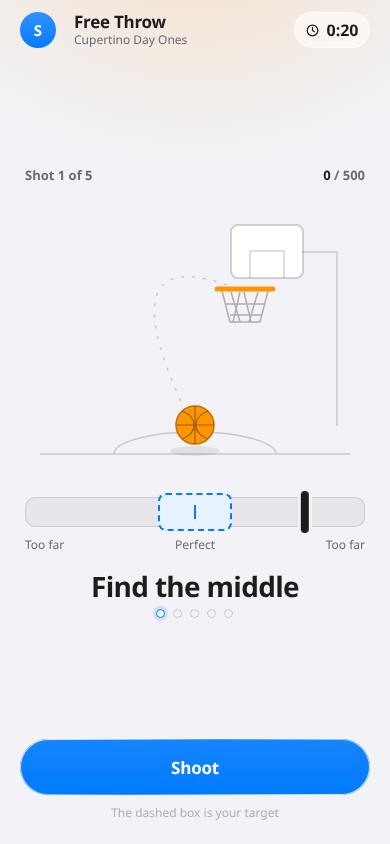 S
Free Throw
Cupertino Day Ones
0:20
Shot 1 of 5
0 / 500
Too far
Perfect
Too far
Find the middle
Shoot
The dashed box is your target